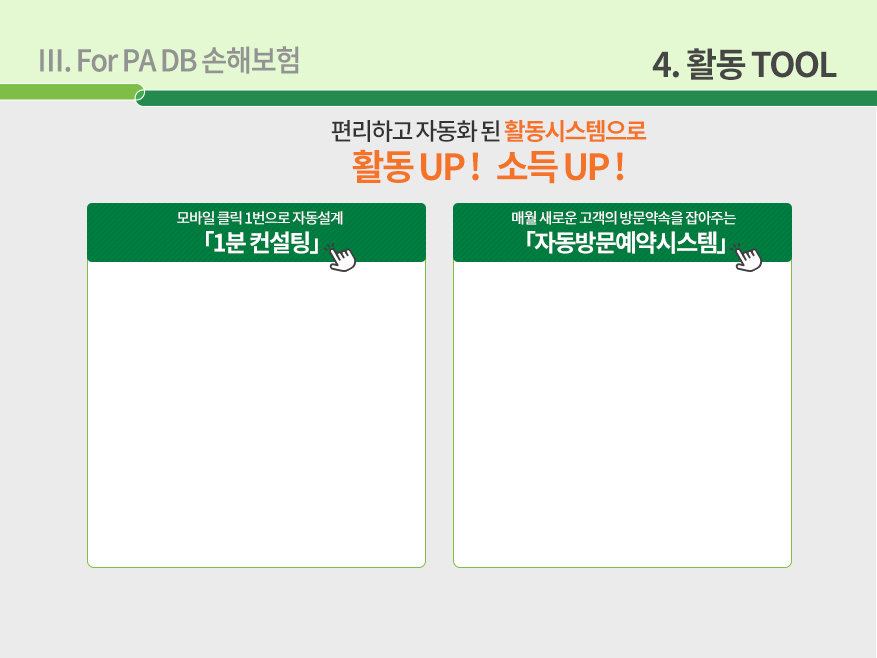 III. For PA DB 손해보험
4. 활동 TOOL
편리하고 자동화 된 활동시스템으로
활동 UP ! 소득 UP !
모바일 클릭 1번으로 자동설계
「1분 컨설팅」
매월 새로운 고객의 방문약속을 잡아주는
「자동방문예약시스템」